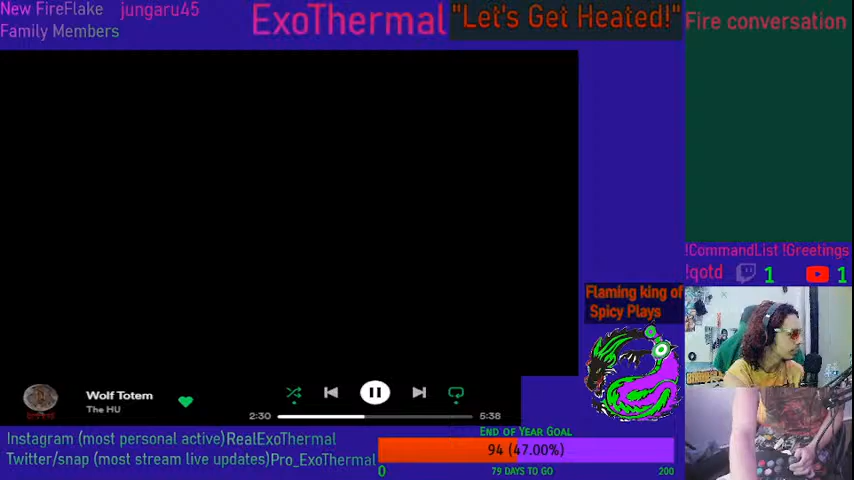 New FireFlake
Family Members
jungaru45
ExoThermal
"Let's Get Heated!"
Fire conversation
!CommandList !Greetings
!qotd
1
1
Flaming king of
Spicy Plays
Wolf Totem
The HU
2:30
5:38
Instagram (most personal active)RealExoThermal
Twitter/snap (most stream live updates)Pro_ExoThermal
End of Year Goal
94 (47.00%)
0
79 DAYS TO GO
200